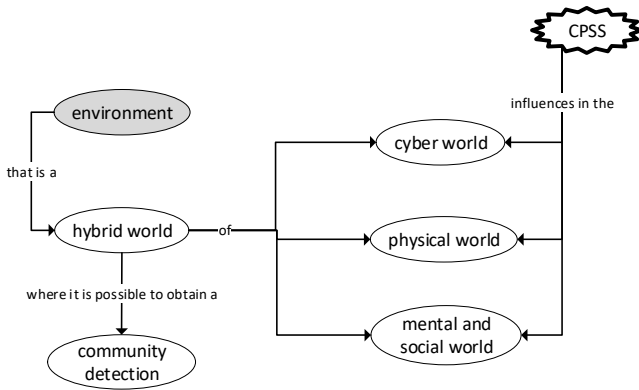 CPSS
influences in the
environment
that is a
cyber world
hybrid world
of
physical world
where it is possible to obtain a
mental and
social world
community
detection